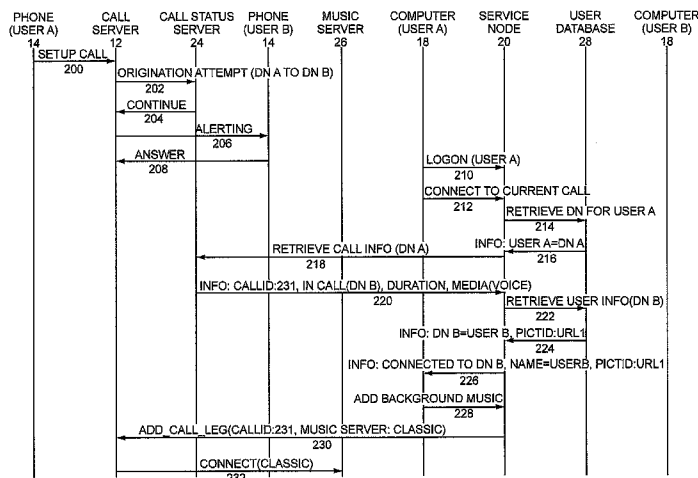 PHONE (USER A) 14
CALL SERVER 12
CALL STATUS SERVER 24
PHONE (USER B) 14
MUSIC SERVER 26
COMPUTER (USER A) 18
SERVICE NODE 20
USER DATABASE 28
COMPUTER (USER B) 18
SETUP CALL
200
ORIGINATION ATTEMPT (DN A TO DN B)
202
CONTINUE
204
ALERTING
206
ANSWER
208
LOGON (USER A)
210
CONNECT TO CURRENT CALL
212
RETRIEVE DN FOR USER A
214
INFO: USER A=DN A
216
RETRIEVE CALL INFO (DN A)
218
INFO: CALLID:231, IN CALL(DN B), DURATION, MEDIA(VOICE)
220
RETRIEVE USER INFO(DN B)
222
INFO: DN B=USER B, PICTID:URL1
224
INFO: CONNECTED TO DN B, NAME=USERB, PICTID:URL1
226
ADD BACKGROUND MUSIC
228
ADD_CALL_LEG(CALLID:231, MUSIC SERVER: CLASSIC)
230
CONNECT(CLASSIC)
232